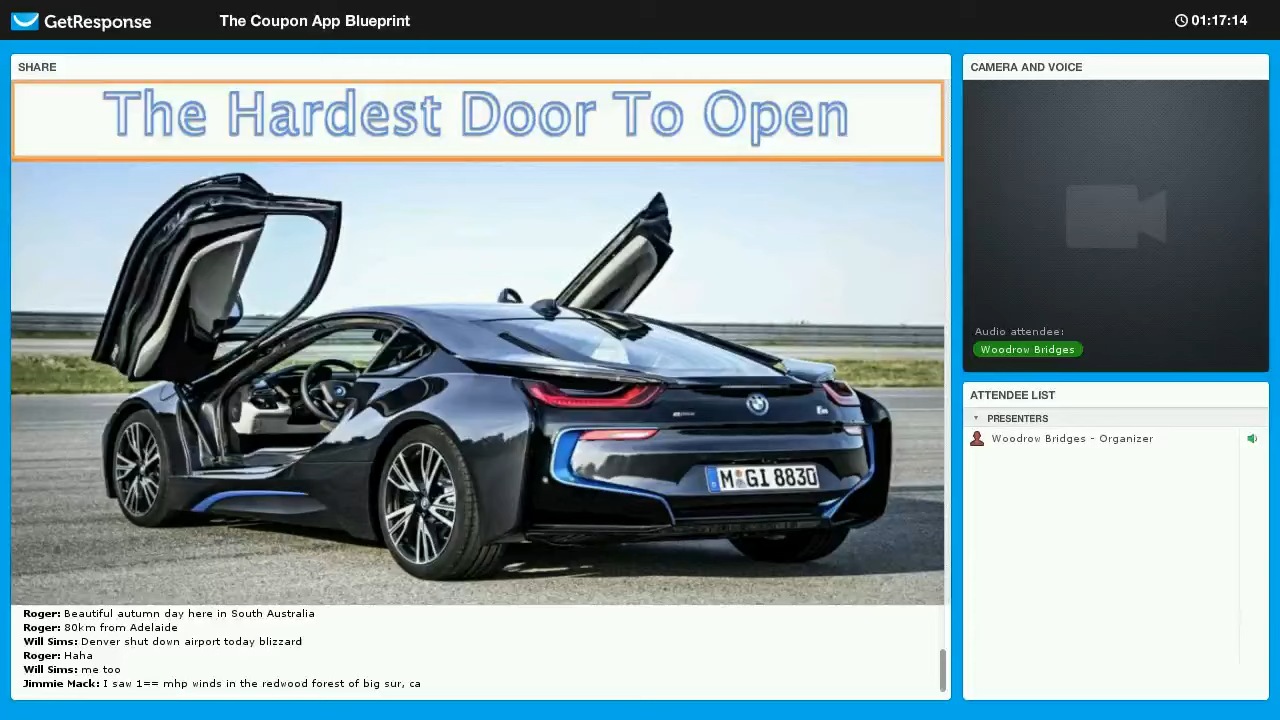 GetResponse
The Coupon App Blueprint
01:17:14
SHARE
The Hardest Door To Open
M GI 8830
Roger: Beautiful autumn day here in South Australia
Roger: 80km from Adelaide
Will Sims: Denver shut down airport today blizzard
Roger: Haha
Will Sims: me too
Jimmie Mack: I saw 1== mhp winds in the redwood forest of big sur, ca
CAMERA AND VOICE
Audio attendee:
Woodrow Bridges
ATTENDEE LIST
PRESENTERS
Woodrow Bridges - Organizer